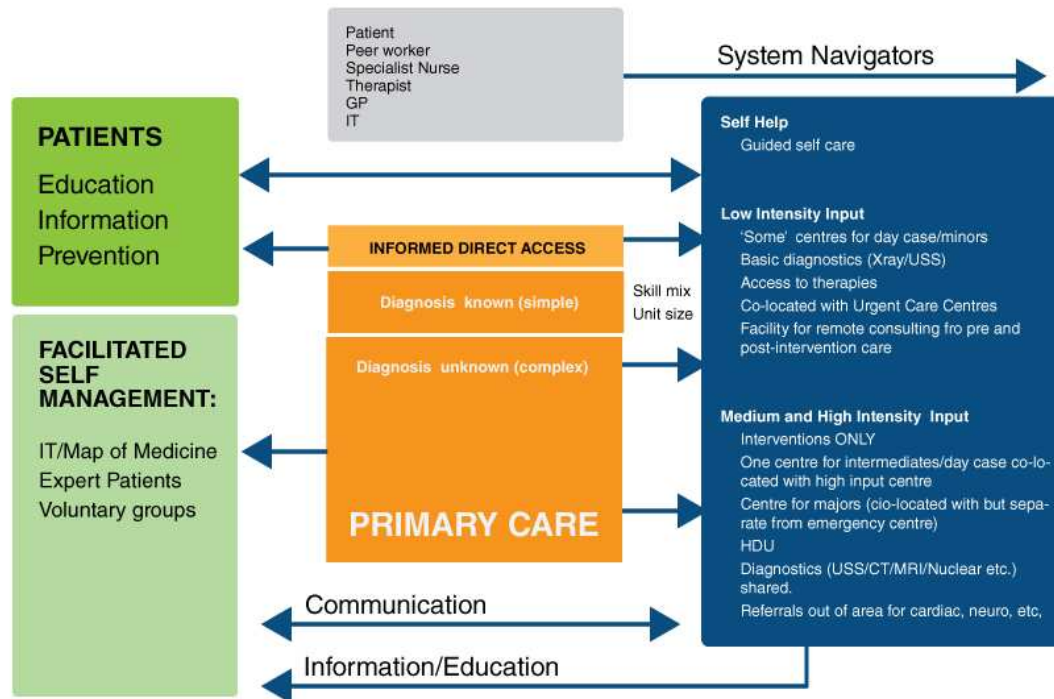 Patient
Peer worker
Specialist Nurse
Therapist
GP
IT
System Navigators
PATIENTS
Education
Information
Prevention
FACILITATED
SELF
MANAGEMENT:
IT/Map of Medicine
Expert Patients
Voluntary groups
INFORMED DIRECT ACCESS
Diagnosis known (simple)
Skill mix
Unit size
Diagnosis unknown (complex)
PRIMARY CARE
Self Help
Guided self care
Low Intensity Input
‘Some’ centres for day case/minors
Basic diagnostics (Xray/USS)
Access to therapies
Co-located with Urgent Care Centres
Facility for remote consulting fro pre and
post-intervention care
Medium and High Intensity Input
Interventions ONLY
One centre for intermediates/day case co-lo-
cated with high input centre
Centre for majors (cio-located with but sepa-
rate from emergency centre)
HDU
Diagnostics (USS/CT/MRI/Nuclear etc.)
shared.
Referrals out of area for cardiac, neuro, etc,
Communication
Information/Education